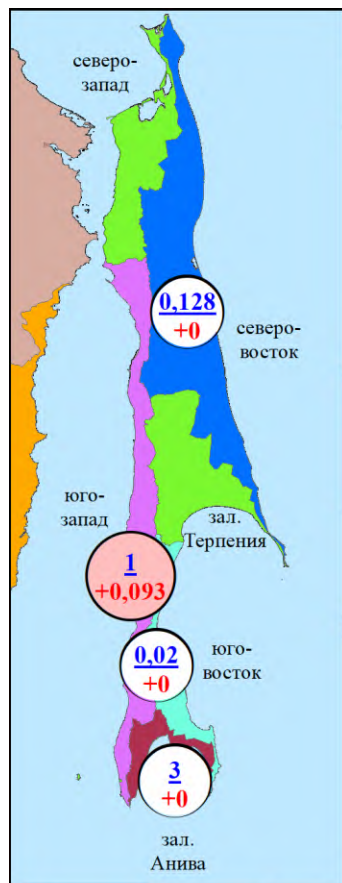 северо-
запад
0,128
+0
северо-
восток
юго-
запад
зал.
Терпения
1
+0,093
0,02
+0
юго-
восток
3
+0
зал.
Анива